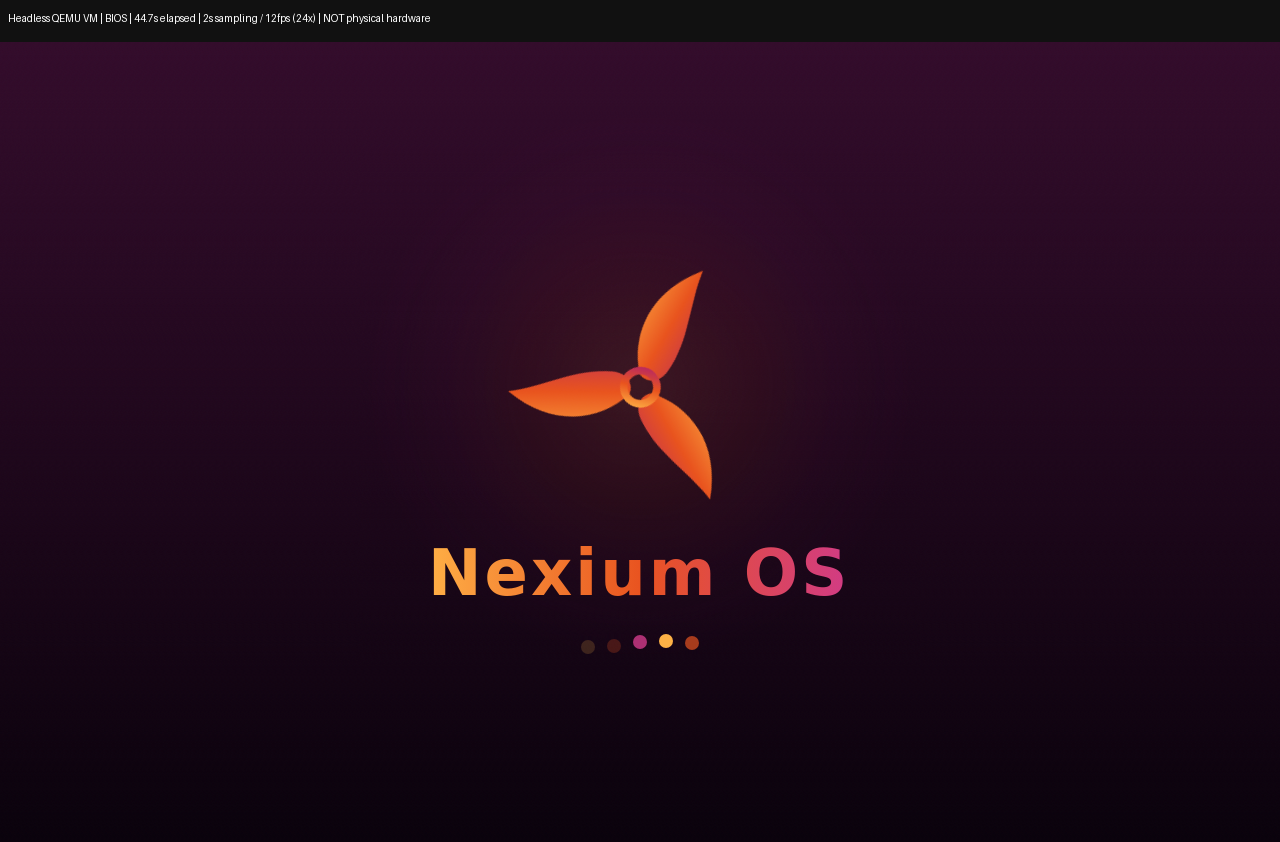 Headless QEMU VM | BIOS | 44.7s elapsed | 2s sampling / 12fps (24x) | NOT physical hardware
Nexium OS